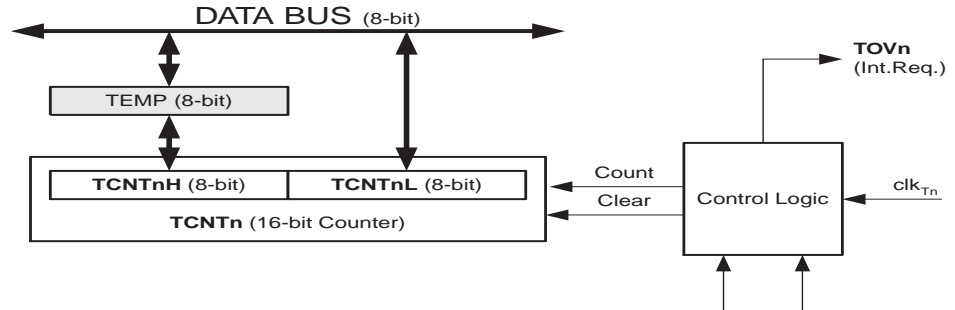 DATA BUS (8-bit)
TOVn
(Int.Req.)
TEMP (8-bit)
TCNTnH (8-bit) TCNTnL (8-bit)
TCNTn (16-bit Counter)
Count
Clear
Control Logic
clkTn